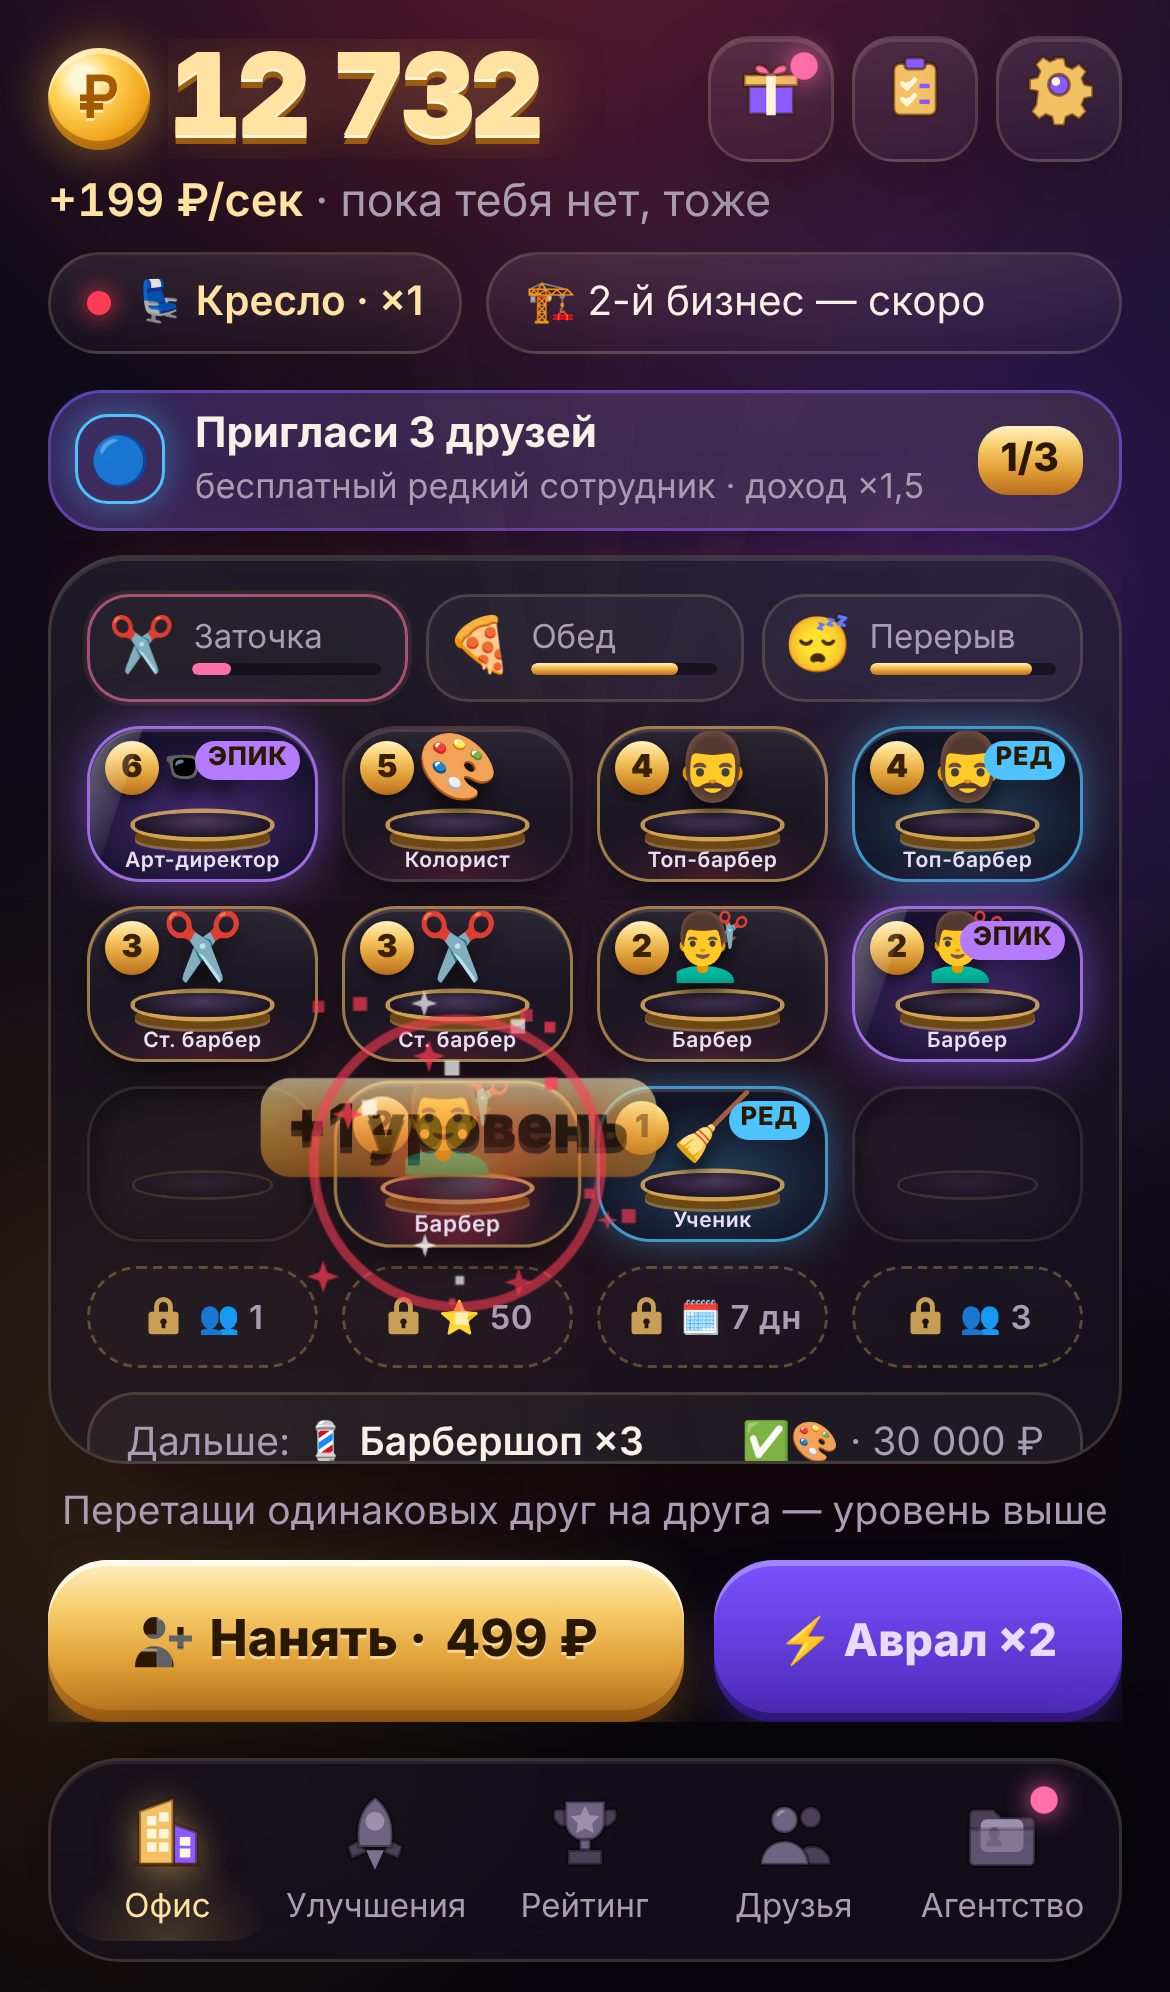 ₽ 12 732
+199 ₽/сек · пока тебя нет, тоже
Кресло · ×1
2-й бизнес — скоро
Пригласи 3 друзей
бесплатный редкий сотрудник · доход ×1,5
1/3
Заточка
Обед
Перерыв
6 ЭПИК
Арт-директор
5
Колорист
4
Топ-барбер
4 РЕД
Топ-барбер
3
Ст. барбер
3
Ст. барбер
2
Барбер
2 ЭПИК
Барбер
+1 уровень
2
Барбер
1 РЕД
Ученик
1
50
7 дн
3
Дальше: Барбершоп ×3
· 30 000 ₽
Перетащи одинаковых друг на друга — уровень выше
Нанять · 499 ₽
Аврал ×2
Офис
Улучшения
Рейтинг
Друзья
Агентство